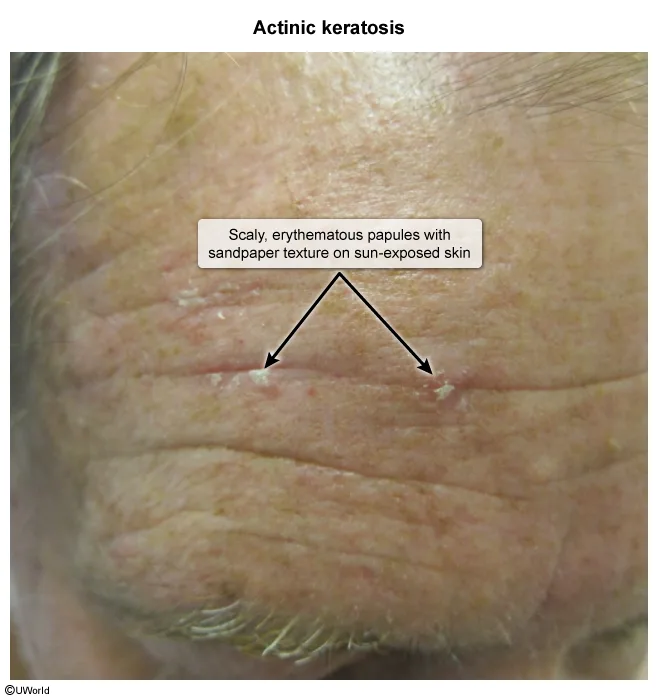 Actinic keratosis
Scaly, erythematous papules with
sandpaper texture on sun-exposed skin
©UWorld